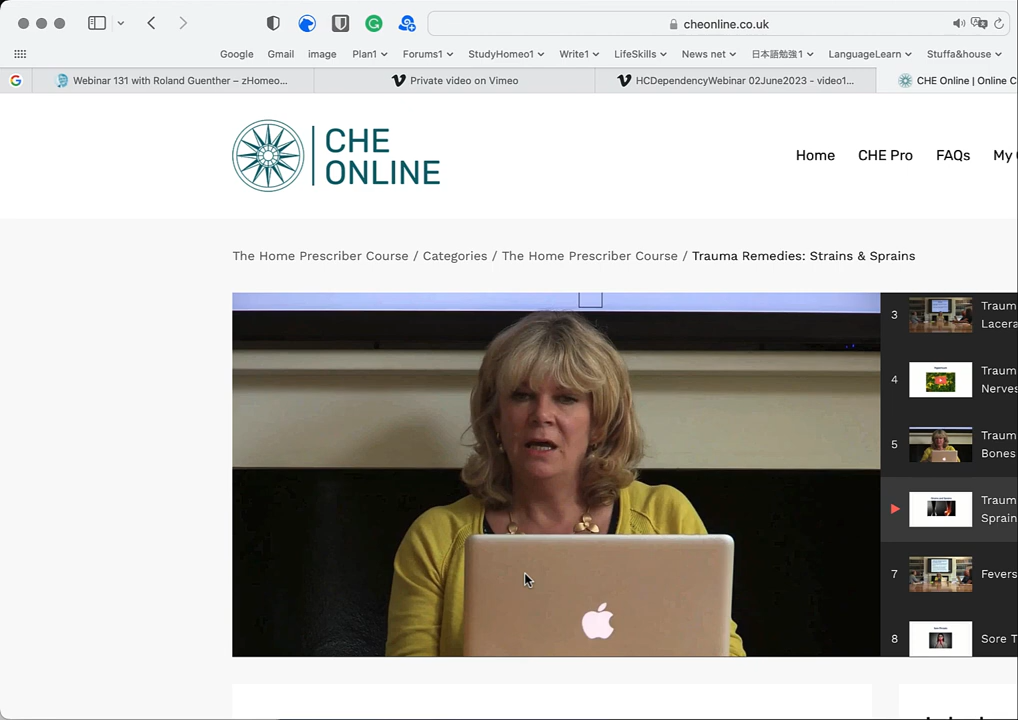 cheonline.co.uk
Google Gmail image Plan1 Forums1 StudyHomeo1 Write1 LifeSkills News net 日本語勉強1 LanguageLearn Stuffa&house
Webinar 131 with Roland Guenther – zHomeo... Private video on Vimeo HCDependencyWebinar 02June2023 - video1... CHE Online | Online C
CHE
ONLINE
Home CHE Pro FAQs My
The Home Prescriber Course / Categories / The Home Prescriber Course / Trauma Remedies: Strains & Sprains
3 Traum
Lacera
4 Traum
Nerves
5 Traum
Bones
Traum
Sprain
7 Fevers
8 Sore T